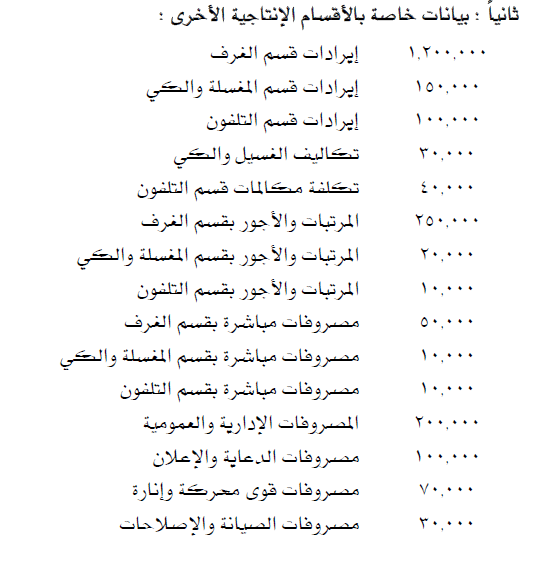 ثانياً : بيانات خاصة بالأقسام الإنتاجية الأخرى :
١,٢٠٠,٠٠٠ إيرادات قسم الغرف
١٥٠,٠٠٠ إيرادات قسم المغسلة والكي
١٠٠,٠٠٠ إيرادات قسم التلفون
٣٠,٠٠٠ تكاليف الغسيل والكي
٤٠,٠٠٠ تكلفة مكالمات قسم التلفون
٢٥٠,٠٠٠ المرتبات والأجور بقسم الغرف
٢٠,٠٠٠ المرتبات والأجور بقسم المغسلة والكي
١٠,٠٠٠ المرتبات والأجور بقسم التلفون
٥٠,٠٠٠ مصروفات مباشرة بقسم الغرف
١٠,٠٠٠ مصروفات مباشرة بقسم المغسلة والكي
١٠,٠٠٠ مصروفات مباشرة بقسم التلفون
٢٠٠,٠٠٠ المصروفات الإدارية والعمومية
١٠٠,٠٠٠ مصروفات الدعاية والإعلان
٧٠,٠٠٠ مصروفات قوى محركة وإنارة
٣٠,٠٠٠ مصروفات الصيانة والإصلاحات